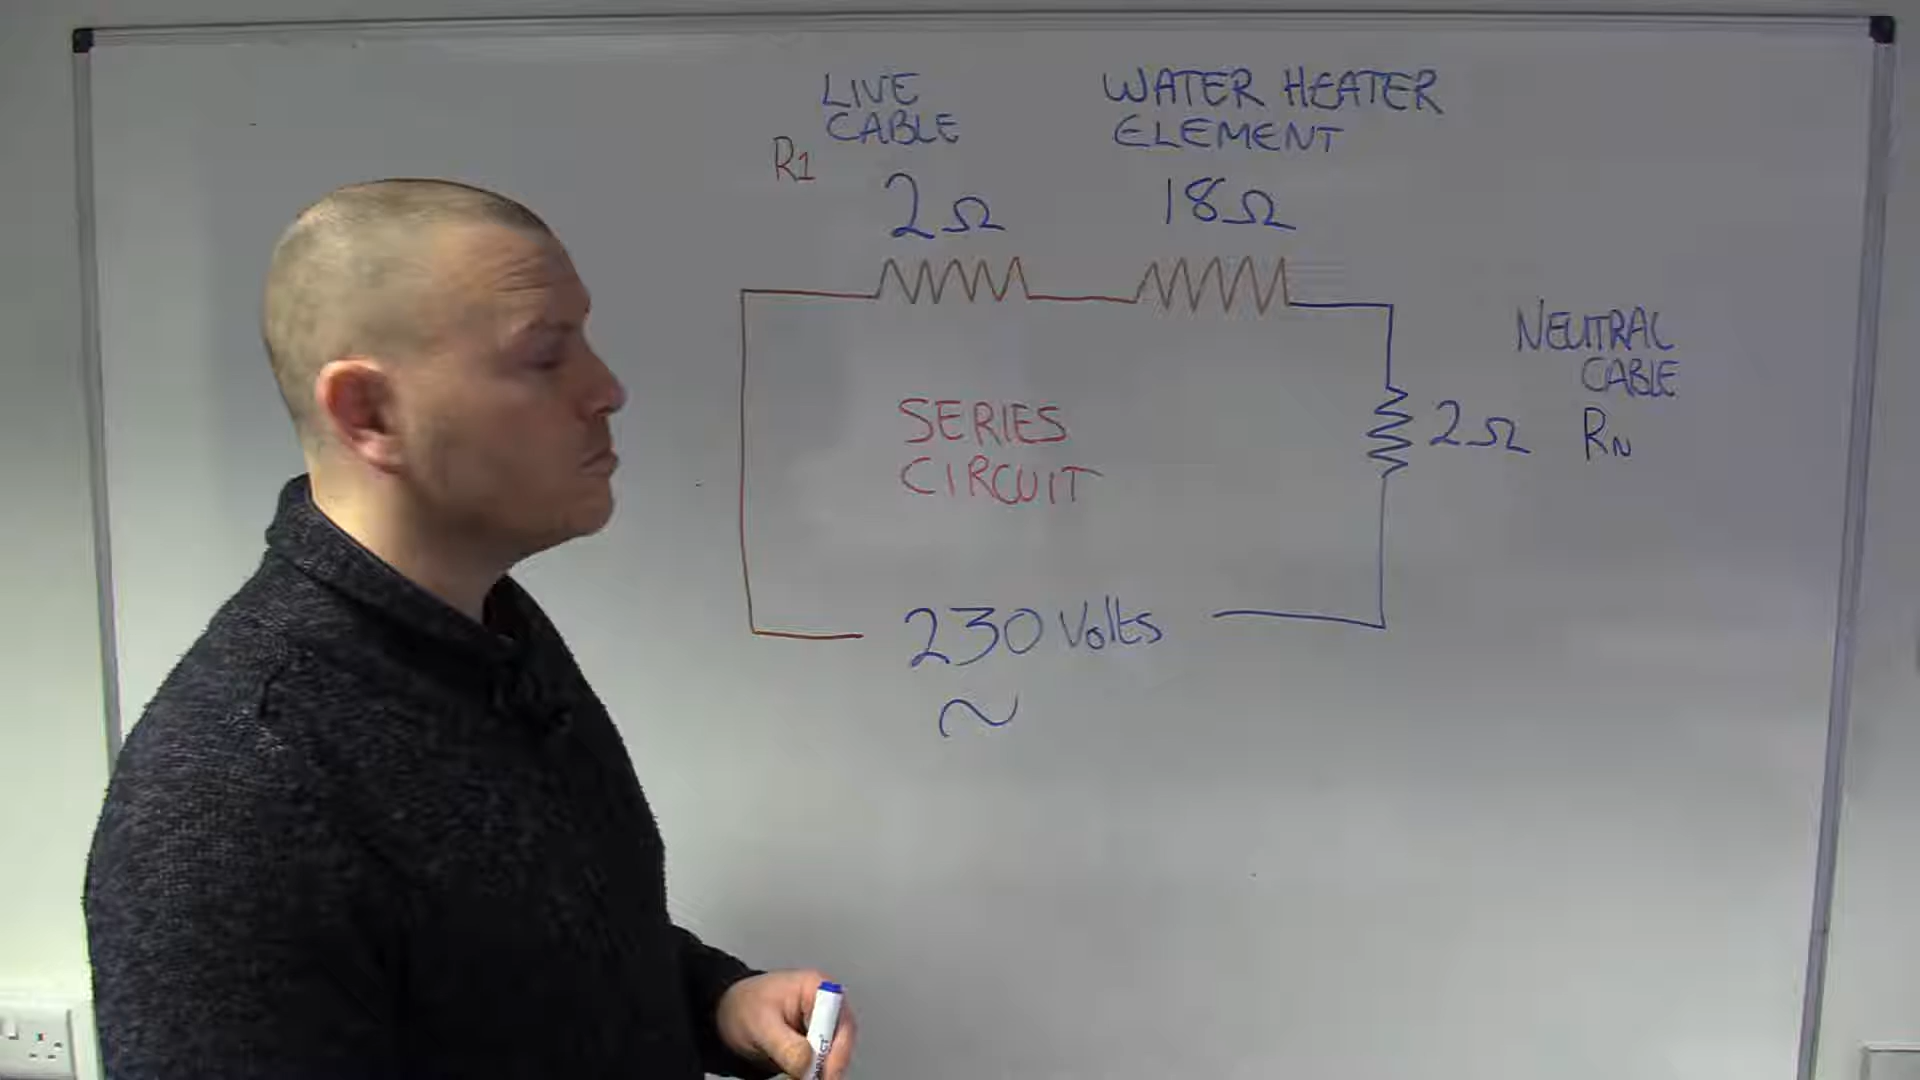 LIVE
CABLE
R1
2Ω
WATER HEATER
ELEMENT
18Ω
NEUTRAL
CABLE
2Ω RN
SERIES
CIRCUIT
230 Volts
~